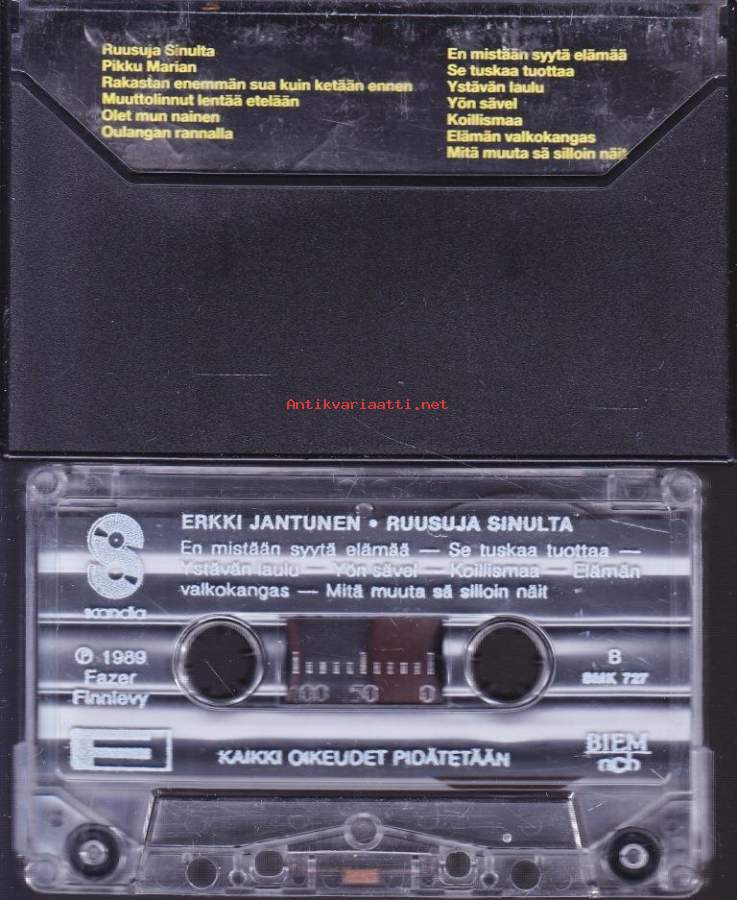 Ruusuja Sinulta
Pikku Marian
Rakastan enemmän sua kuin ketään ennen
Muuttolinnut lentää etelään
Olet mun nainen
Oulangan rannalla
En mistään syytä elämää
Se tuskaa tuottaa
Ystävän laulu
Yön sävel
Koillismaa
Elämän valkokangas
Mitä muuta sä silloin näit
Antikvariaatti.net
ERKKI JANTUNEN • RUUSUJA SINULTA
En mistään syytä elämää — Se tuskaa tuottaa —
Ystävän laulu — Yön sävel — Koillismaa — Elämän
valkokangas — Mitä muuta sä silloin näit
scandia
℗ 1989
Fazer
Finnlevy
100 50 0
B
SMK 727
KAIKKI OIKEUDET PIDÄTETÄÄN
BIEM
ncb